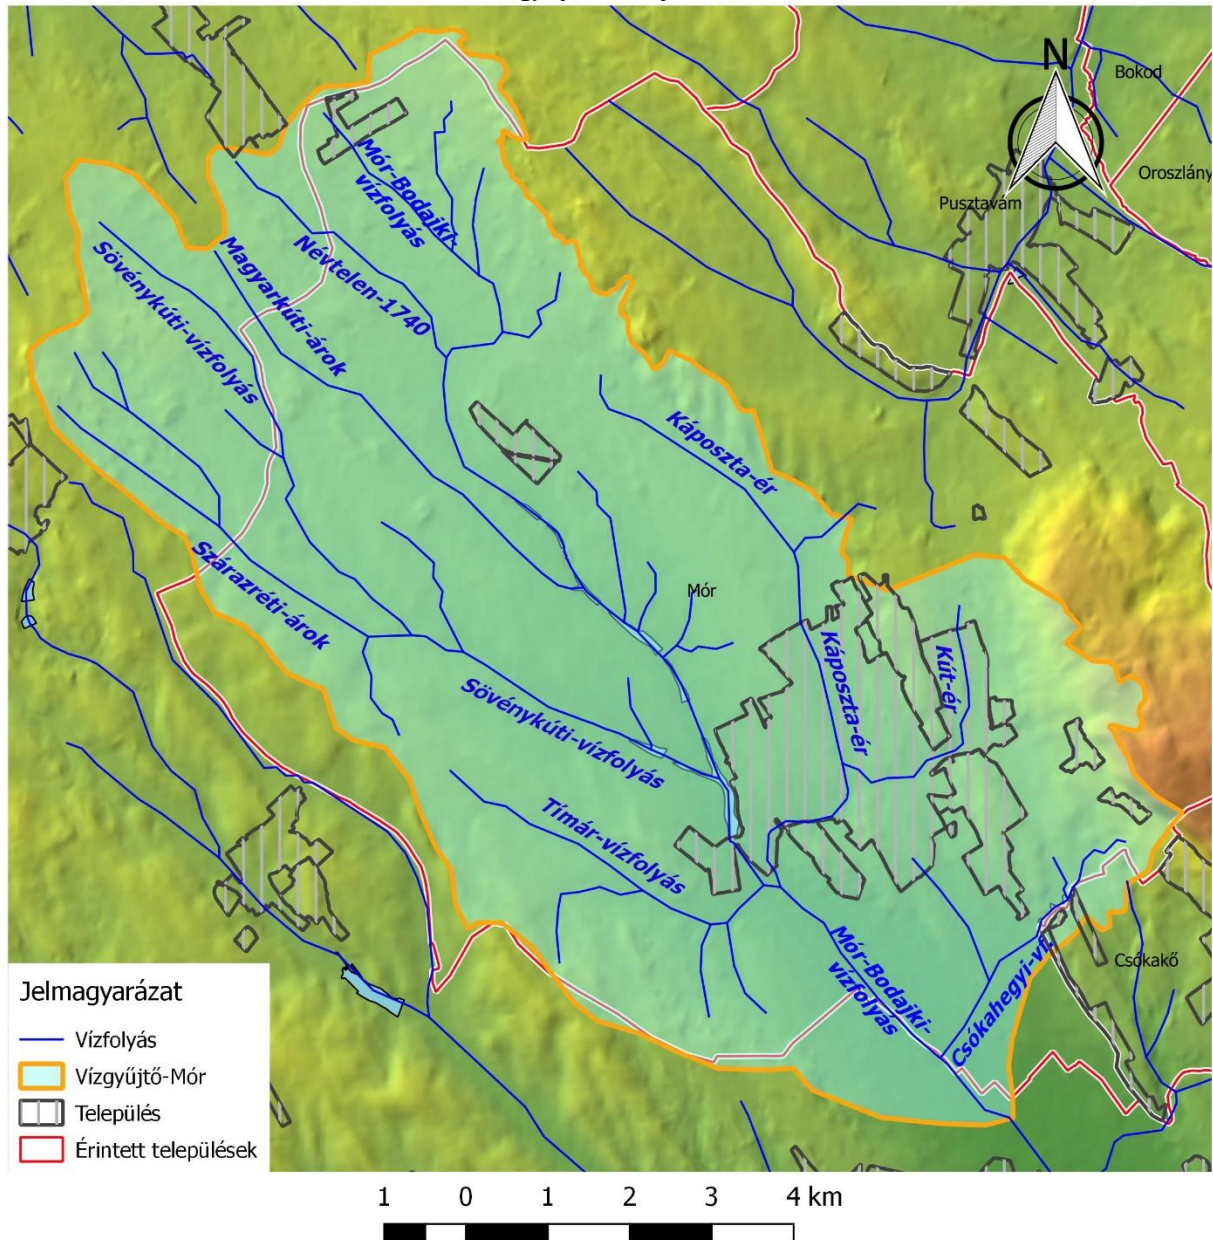 N
Bokod
Oroszlány
Pusztavám
Mór-Bodajki-
vízfolyás
Névtelen-1740
Magyarkúti-árok
Sövénykúti-vízfolyás
Káposzta-ér
Szárazréti-árok
Mór
Káposzta-ér
Kút-ér
Sövénykúti-vízfolyás
Tímár-vízfolyás
Mór-Bodajki-
vízfolyás
Csókahegyi-vf.
Csókakő
Jelmagyarázat
Vízfolyás
Vízgyűjtő-Mór
Település
Érintett települések
1 0 1 2 3 4 km